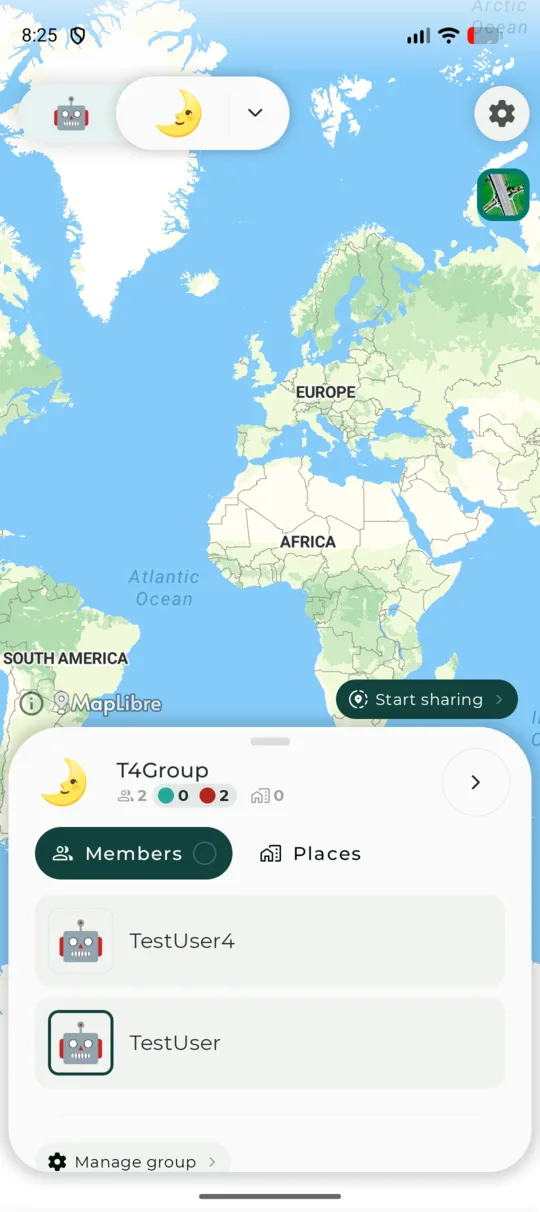 Arctic
Ocean
8:25
EUROPE
AFRICA
Atlantic
Ocean
SOUTH AMERICA
MapLibre
Start sharing
T4Group
2 0 2 0
Members
Places
TestUser4
TestUser
Manage group